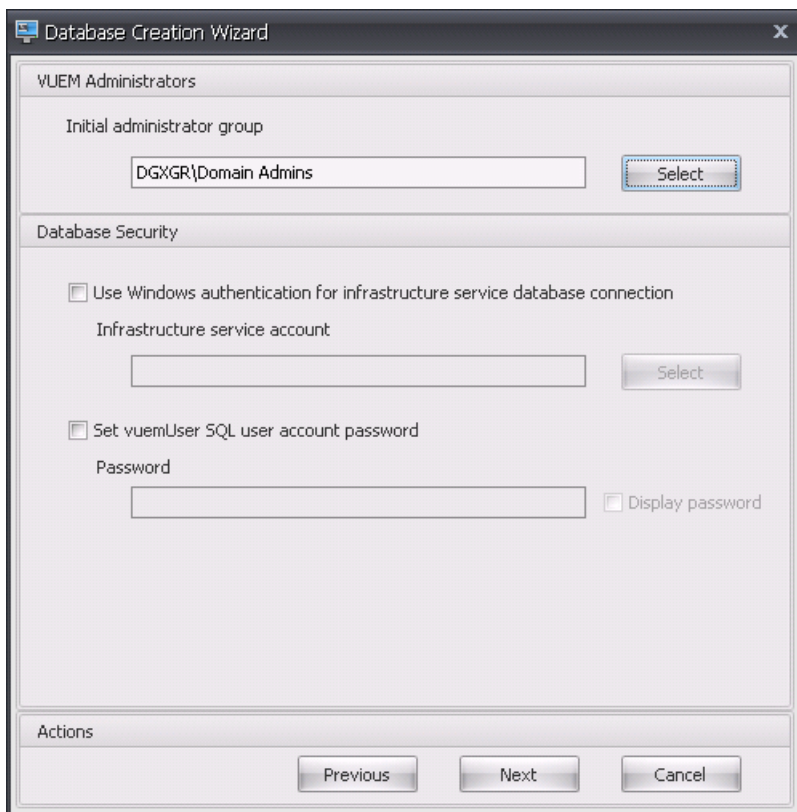 Database Creation Wizard
VUEM Administrators
Initial administrator group
DGXGR\Domain Admins
Select
Database Security
Use Windows authentication for infrastructure service database connection
Infrastructure service account
Select
Set vuemUser SQL user account password
Password
Display password
Actions
Previous
Next
Cancel